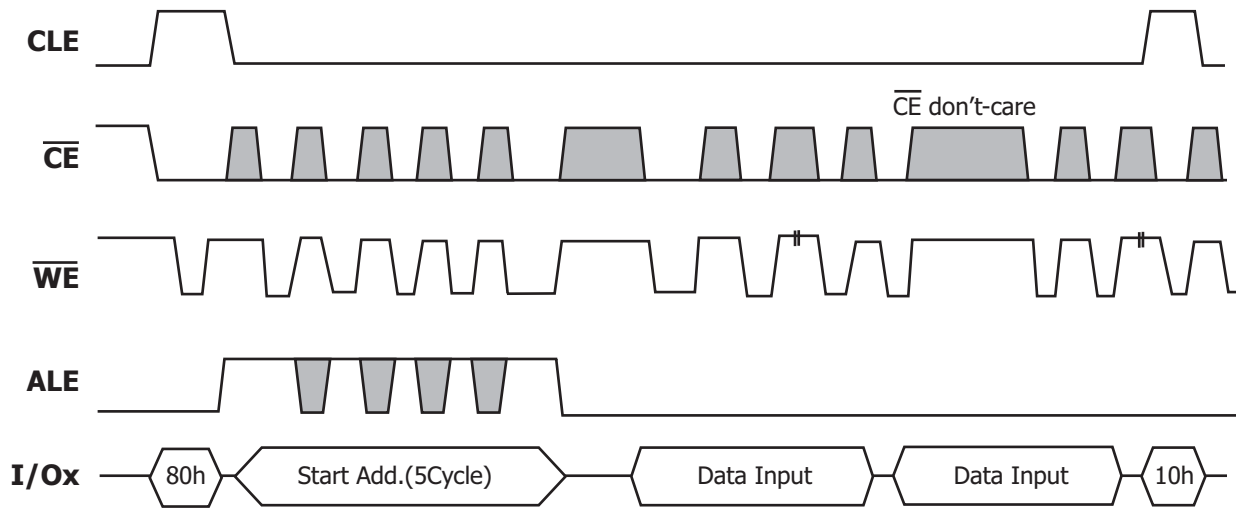 CLE
CE don't-care
CE
WE
ALE
I/Ox
80h
Start Add.(5Cycle)
Data Input
Data Input
10h